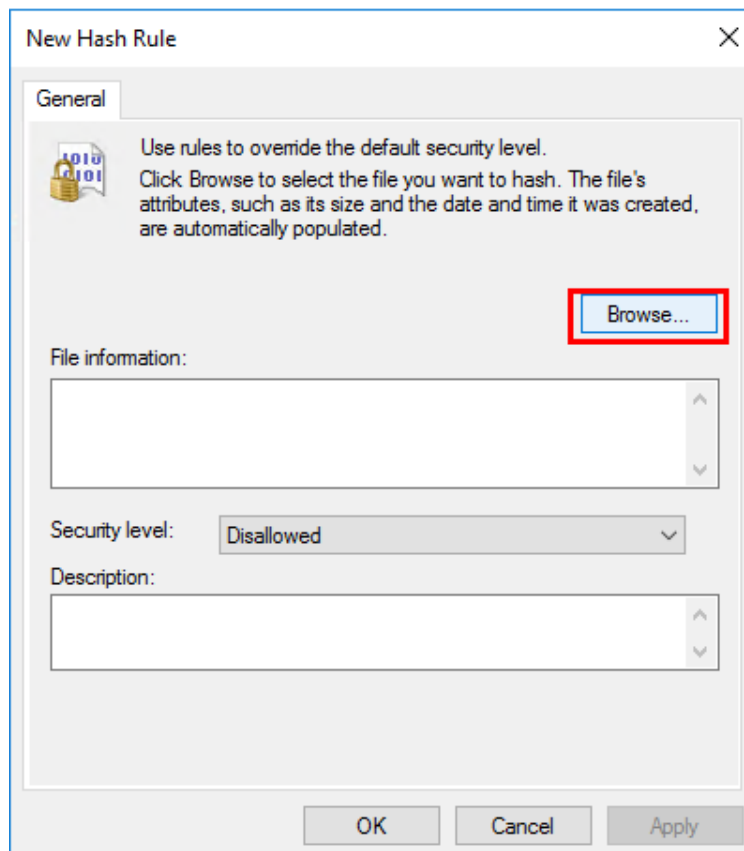 New Hash Rule
General
Use rules to override the default security level.
Click Browse to select the file you want to hash. The file's
attributes, such as its size and the date and time it was created,
are automatically populated.
Browse...
File information:
Security level:
Disallowed
Description:
OK
Cancel
Apply